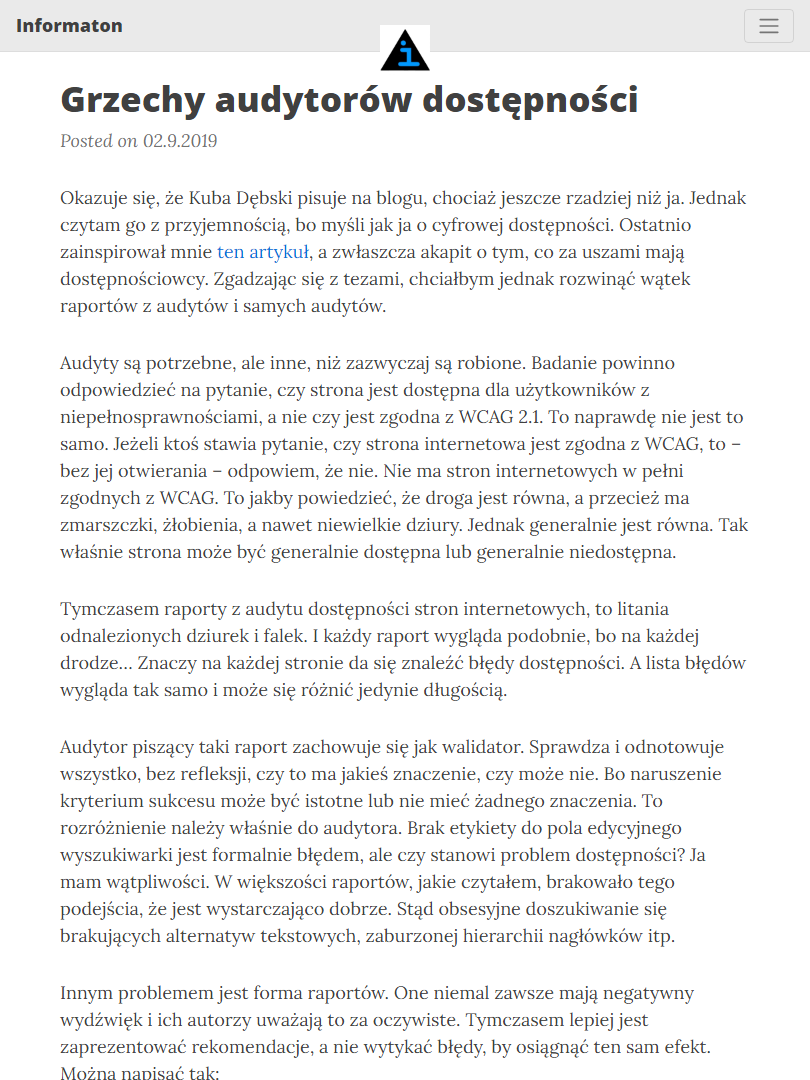 Informaton
i
Grzechy audytorów dostępności
Posted on 02.9.2019
Okazuje się, że Kuba Dębski pisuje na blogu, chociaż jeszcze rzadziej niż ja. Jednak
czytam go z przyjemnością, bo myśli jak ja o cyfrowej dostępności. Ostatnio
zainspirował mnie ten artykuł, a zwłaszcza akapit o tym, co za uszami mają
dostępnościowcy. Zgadzając się z tezami, chciałbym jednak rozwinąć wątek
raportów z audytów i samych audytów.
Audyty są potrzebne, ale inne, niż zazwyczaj są robione. Badanie powinno
odpowiedzieć na pytanie, czy strona jest dostępna dla użytkowników z
niepełnosprawnościami, a nie czy jest zgodna z WCAG 2.1. To naprawdę nie jest to
samo. Jeżeli ktoś stawia pytanie, czy strona internetowa jest zgodna z WCAG, to –
bez jej otwierania – odpowiem, że nie. Nie ma stron internetowych w pełni
zgodnych z WCAG. To jakby powiedzieć, że droga jest równa, a przecież ma
zmarszczki, żłobienia, a nawet niewielkie dziury. Jednak generalnie jest równa. Tak
właśnie strona może być generalnie dostępna lub generalnie niedostępna.
Tymczasem raporty z audytu dostępności stron internetowych, to litania
odnalezionych dziurek i falek. I każdy raport wygląda podobnie, bo na każdej
drodze… Znaczy na każdej stronie da się znaleźć błędy dostępności. A lista błędów
wygląda tak samo i może się różnić jedynie długością.
Audytor piszący taki raport zachowuje się jak walidator. Sprawdza i odnotowuje
wszystko, bez refleksji, czy to ma jakieś znaczenie, czy może nie. Bo naruszenie
kryterium sukcesu może być istotne lub nie mieć żadnego znaczenia. To
rozróżnienie należy właśnie do audytora. Brak etykiety do pola edycyjnego
wyszukiwarki jest formalnie błędem, ale czy stanowi problem dostępności? Ja
mam wątpliwości. W większości raportów, jakie czytałem, brakowało tego
podejścia, że jest wystarczająco dobrze. Stąd obsesyjne doszukiwanie się
brakujących alternatyw tekstowych, zaburzonej hierarchii nagłówków itp.
Innym problemem jest forma raportów. One niemal zawsze mają negatywny
wydźwięk i ich autorzy uważają to za oczywiste. Tymczasem lepiej jest
zaprezentować rekomendacje, a nie wytykać błędy, by osiągnąć ten sam efekt.
Można napisać tak: